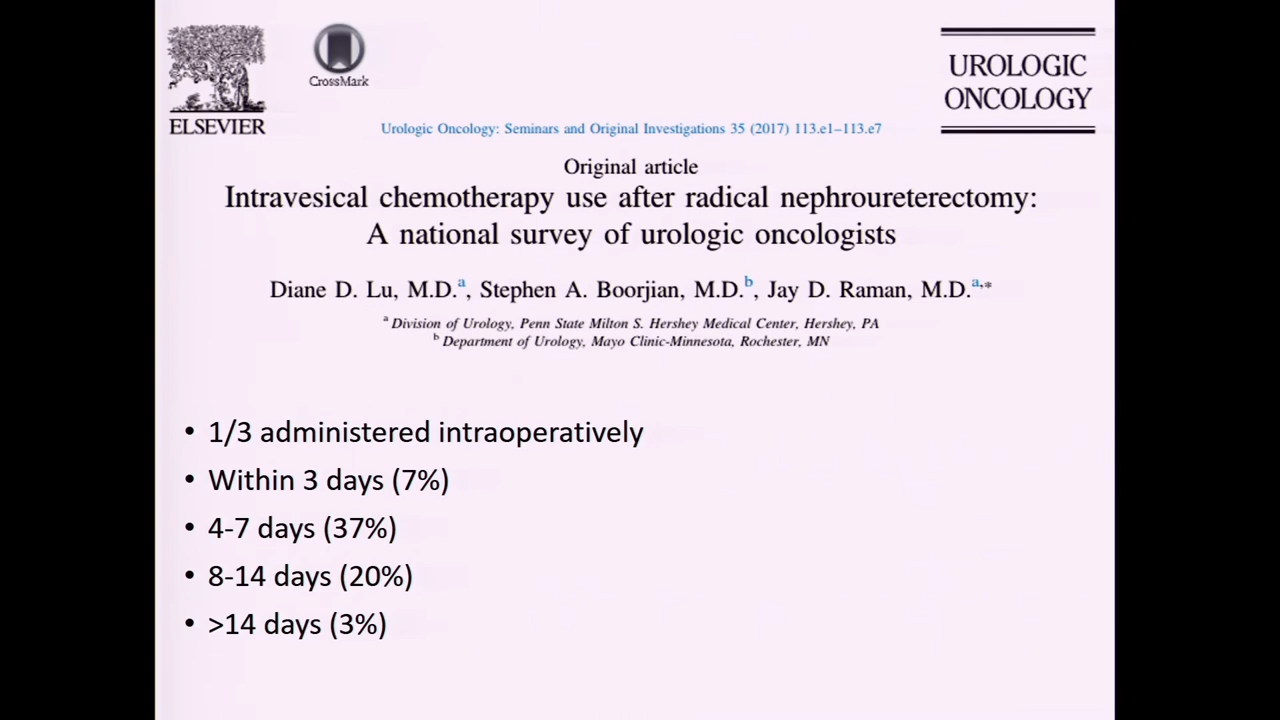 ELSEVIER
CrossMark
UROLOGIC
ONCOLOGY
Urologic Oncology: Seminars and Original Investigations 35 (2017) 113.e1–113.e7
Original article
Intravesical chemotherapy use after radical nephroureterectomy:
A national survey of urologic oncologists
Diane D. Lu, M.D.a, Stephen A. Boorjian, M.D.b, Jay D. Raman, M.D.a,*
a Division of Urology, Penn State Milton S. Hershey Medical Center, Hershey, PA
b Department of Urology, Mayo Clinic-Minnesota, Rochester, MN
• 1/3 administered intraoperatively
• Within 3 days (7%)
• 4-7 days (37%)
• 8-14 days (20%)
• >14 days (3%)